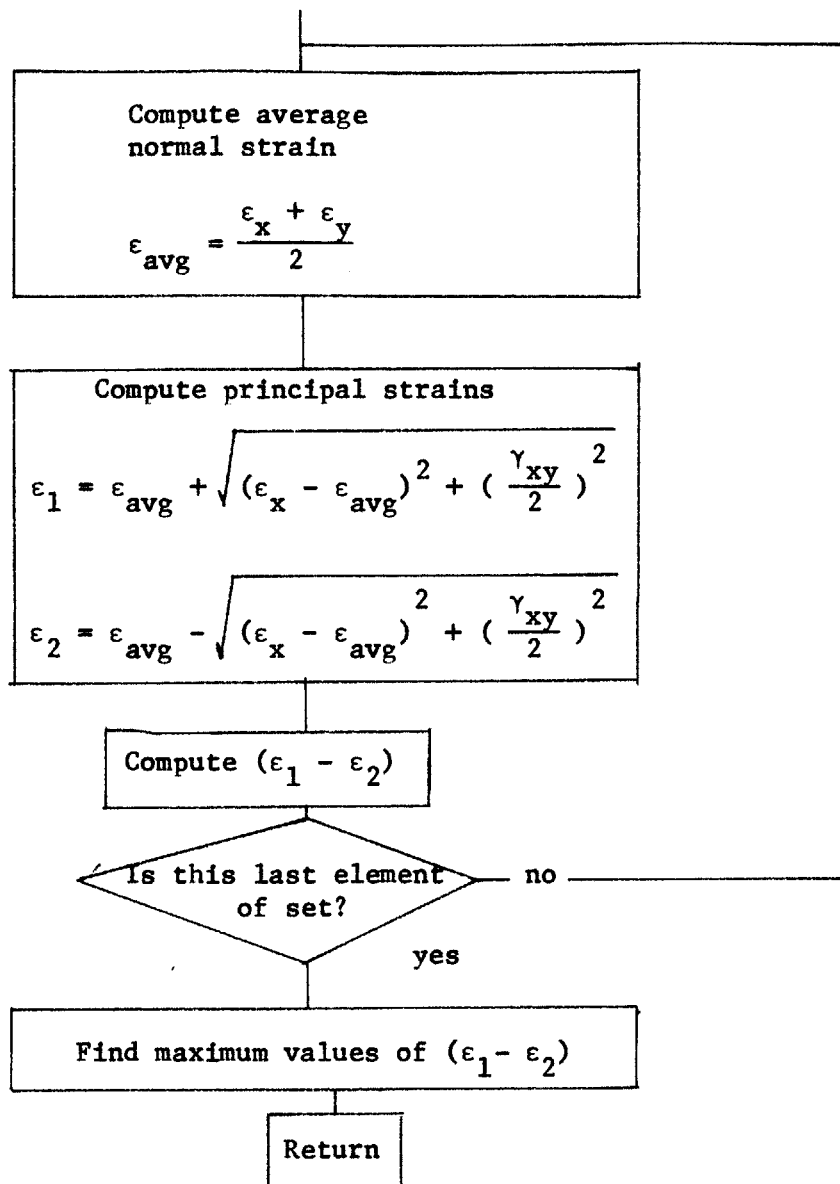 Compute average
normal strain
ε_avg = (ε_x + ε_y)/2
Compute principal strains
ε_1 = ε_avg + √((ε_x - ε_avg)^2 + (γ_xy/2)^2)
ε_2 = ε_avg - √((ε_x - ε_avg)^2 + (γ_xy/2)^2)
Compute (ε_1 - ε_2)
Is this last element
of set?
no
yes
Find maximum values of (ε_1 - ε_2)
Return